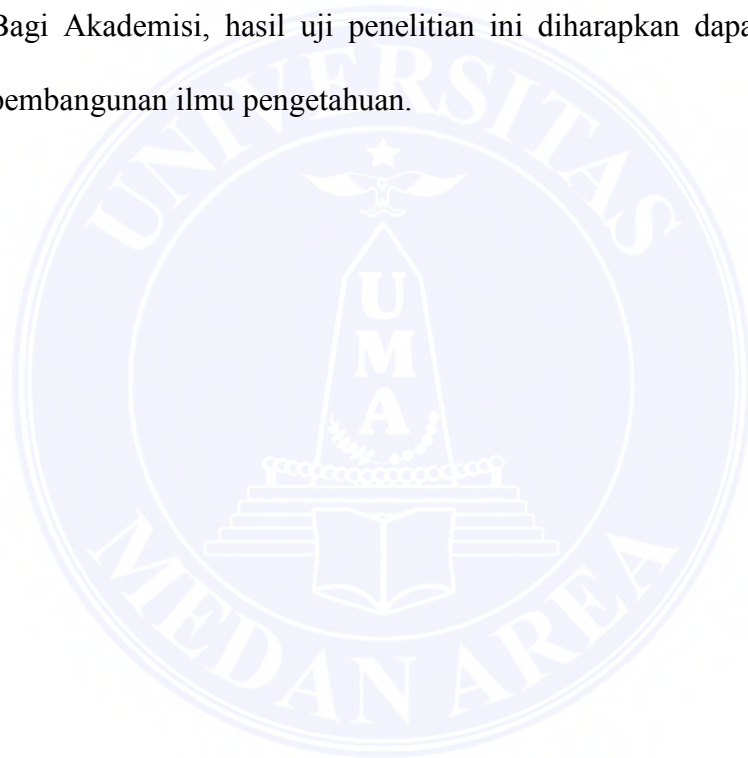 Bagi Akademisi, hasil uji penelitian ini diharapkan dapa
pembangunan ilmu pengetahuan.
UNIVERSITAS
U
M
A
MEDAN AREA